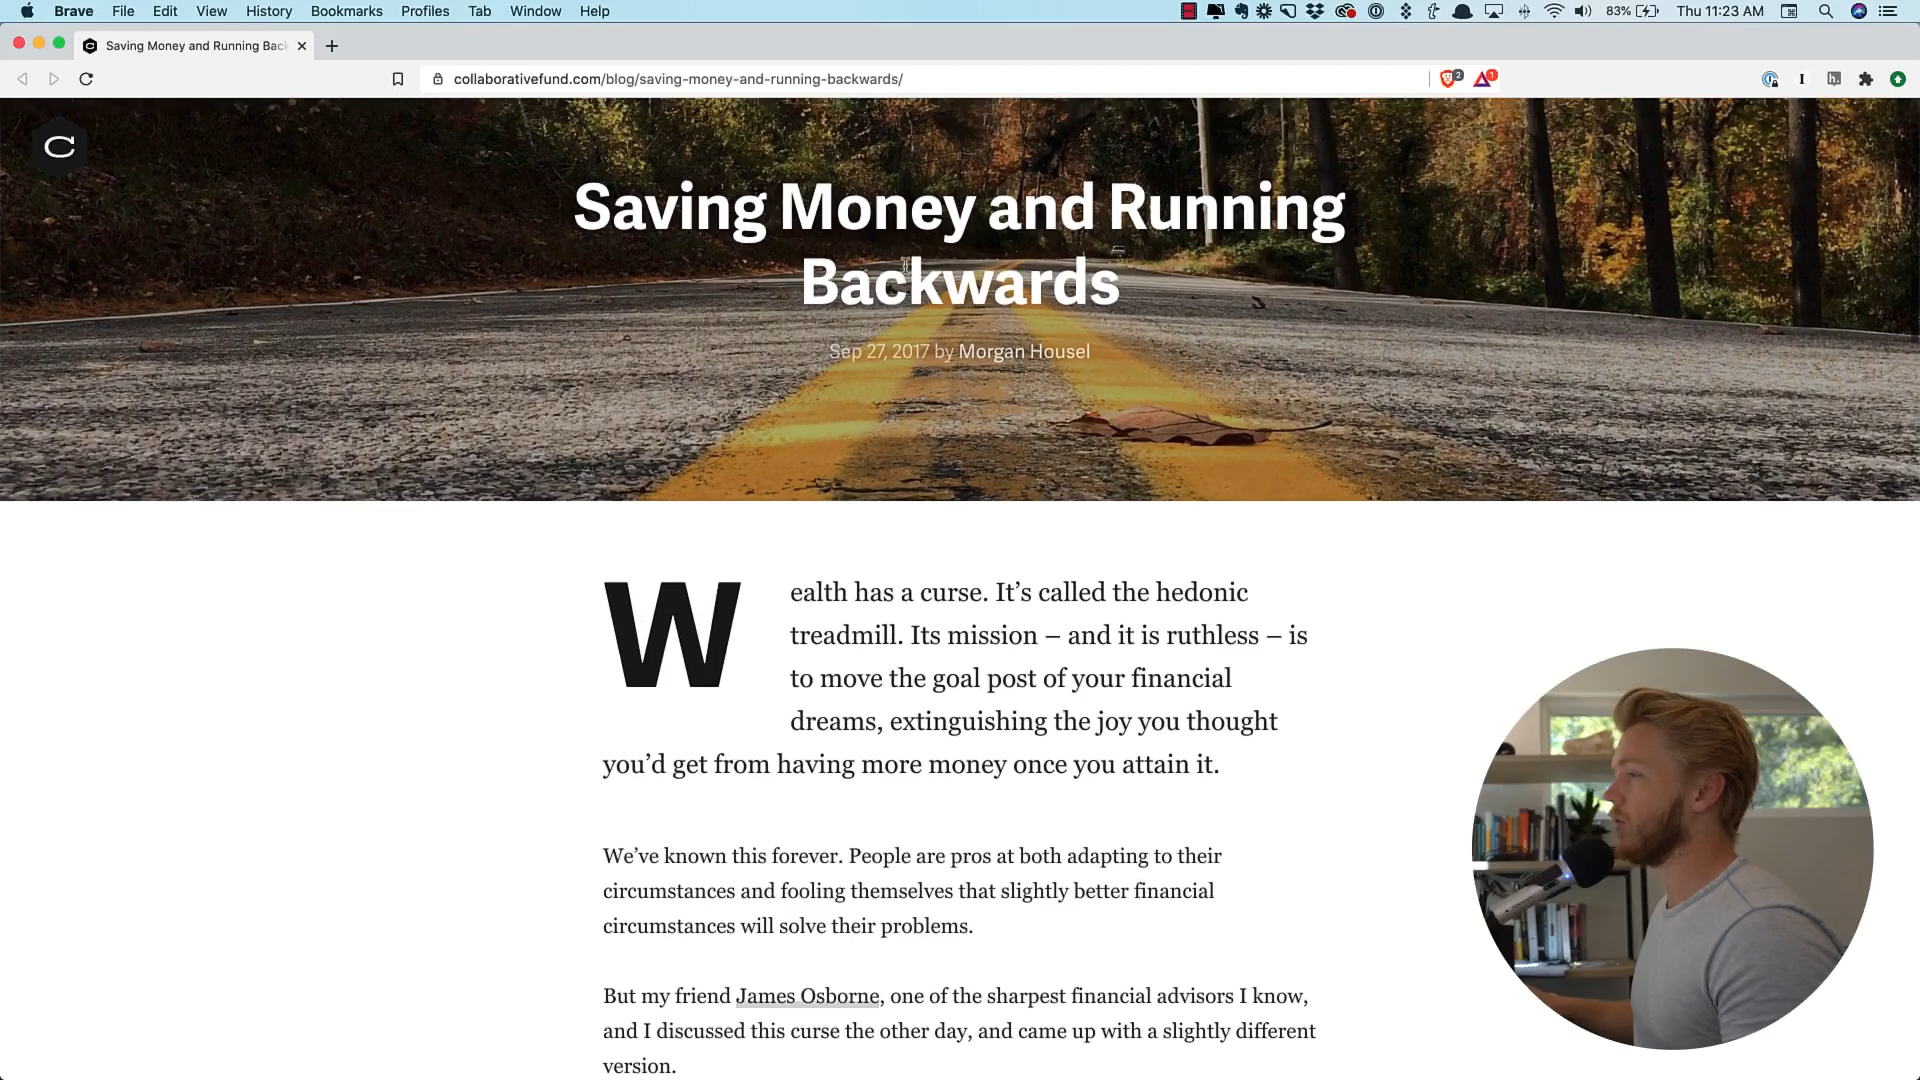 Brave File Edit View History Bookmarks Profiles Tab Window Help 83% Thu 11:23 AM
Saving Money and Running Back
collaborativefund.com/blog/saving-money-and-running-backwards/ 2 1
Saving Money and Running
Backwards
Sep 27, 2017 by Morgan Housel
Wealth has a curse. It’s called the hedonic
treadmill. Its mission – and it is ruthless – is
to move the goal post of your financial
dreams, extinguishing the joy you thought
you’d get from having more money once you attain it.
We’ve known this forever. People are pros at both adapting to their
circumstances and fooling themselves that slightly better financial
circumstances will solve their problems.
But my friend James Osborne, one of the sharpest financial advisors I know,
and I discussed this curse the other day, and came up with a slightly different
version.